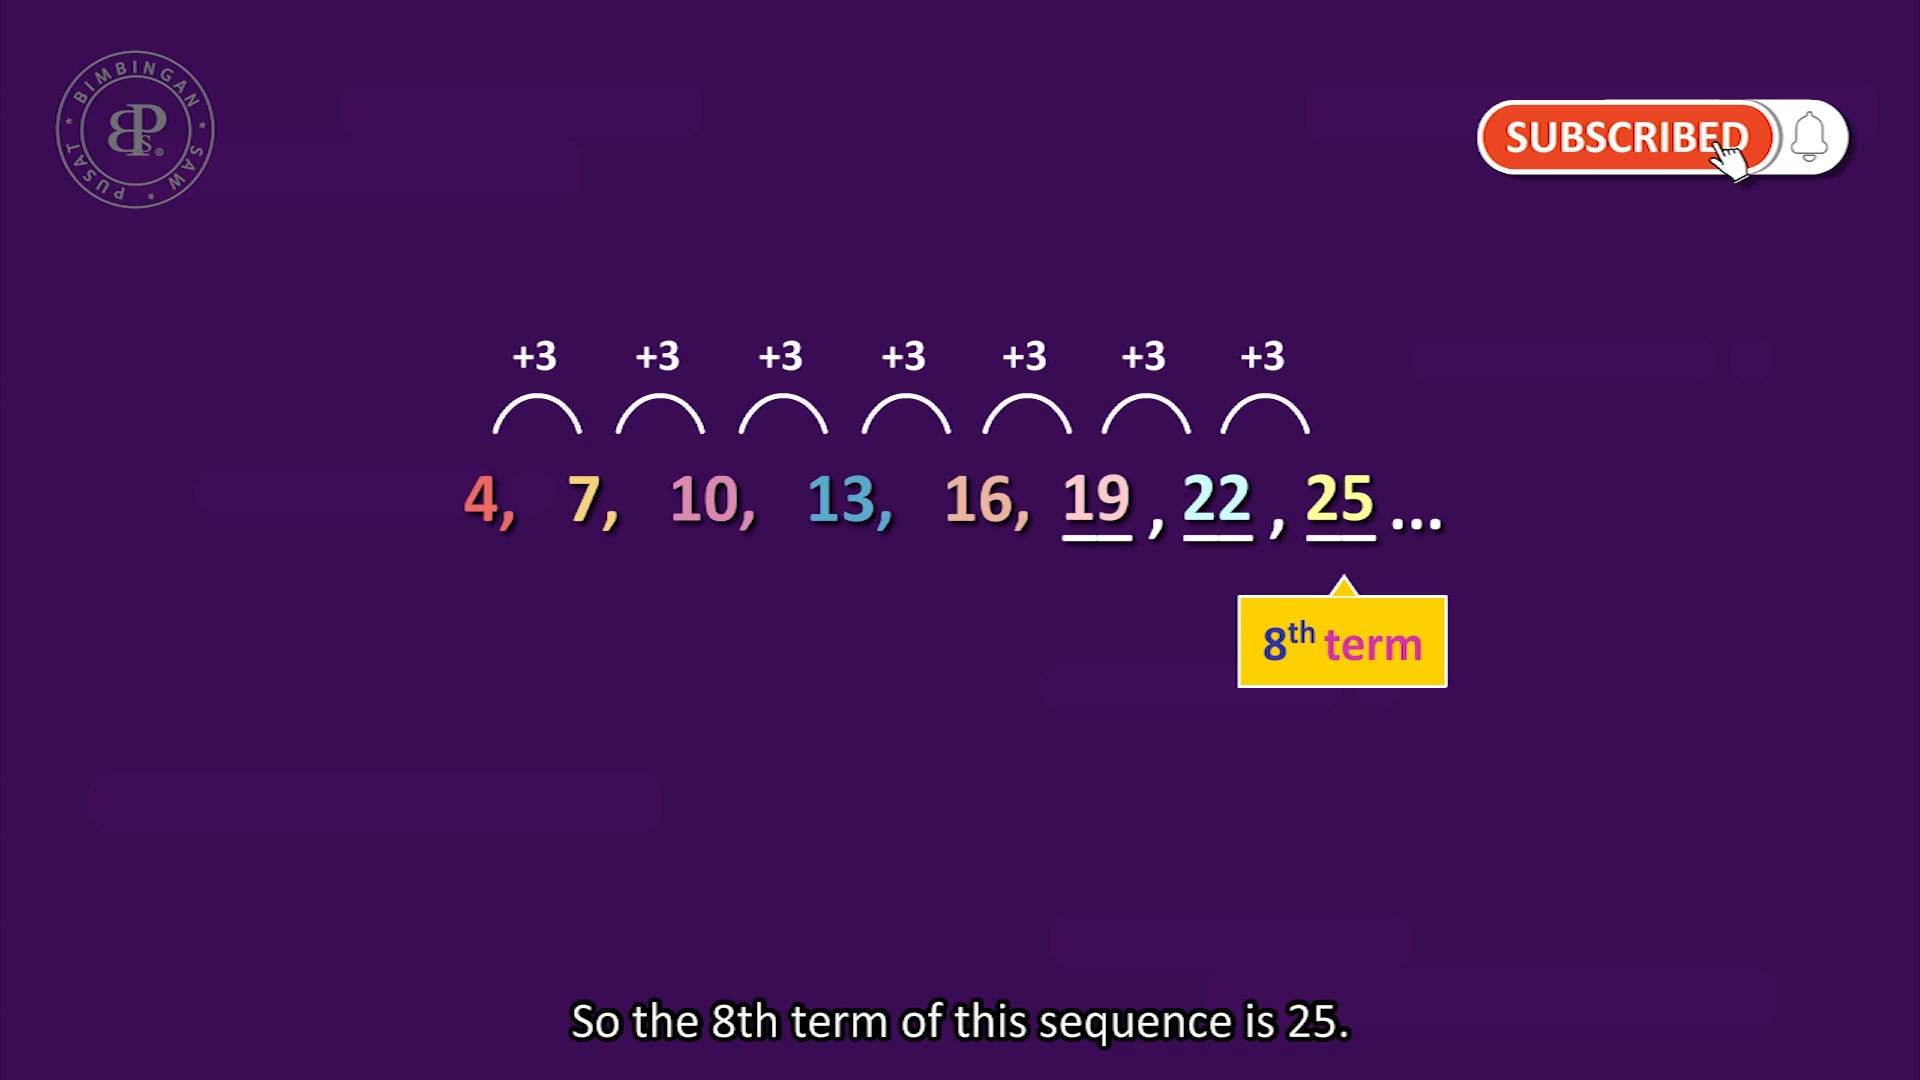 PUSAT * BIMBINGAN * SAW *
BPS®
SUBSCRIBED
+3 +3 +3 +3 +3 +3 +3
4, 7, 10, 13, 16, 19, 22, 25...
8th term
So the 8th term of this sequence is 25.